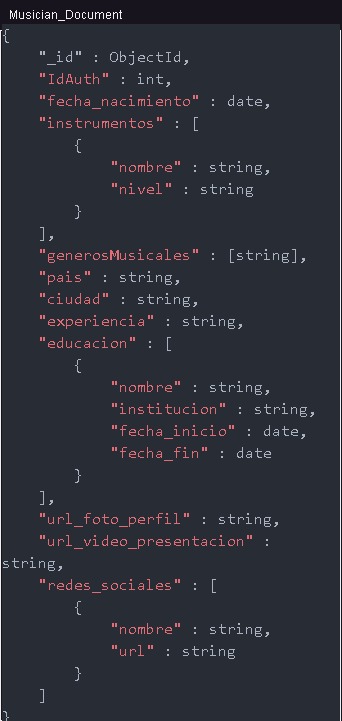 Musician_Document
{
"_id" : ObjectId,
"IdAuth" : int,
"fecha_nacimiento" : date,
"instrumentos" : [
{
"nombre" : string,
"nivel" : string
}
],
"generosMusicales" : [string],
"pais" : string,
"ciudad" : string,
"experiencia" : string,
"educacion" : [
{
"nombre" : string,
"institucion" : string,
"fecha_inicio" : date,
"fecha_fin" : date
}
],
"url_foto_perfil" : string,
"url_video_presentacion" :
string,
"redes_sociales" : [
{
"nombre" : string,
"url" : string
}
]
}